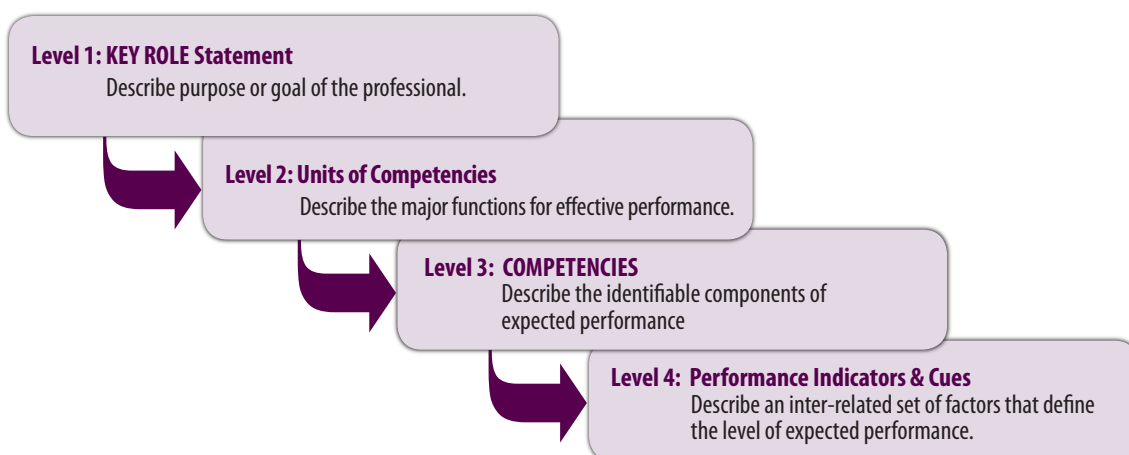 Level 1: KEY ROLE Statement
Describe purpose or goal of the professional.
Level 2: Units of Competencies
Describe the major functions for effective performance.
Level 3: COMPETENCIES
Describe the identifiable components of
expected performance
Level 4: Performance Indicators & Cues
Describe an inter-related set of factors that define
the level of expected performance.